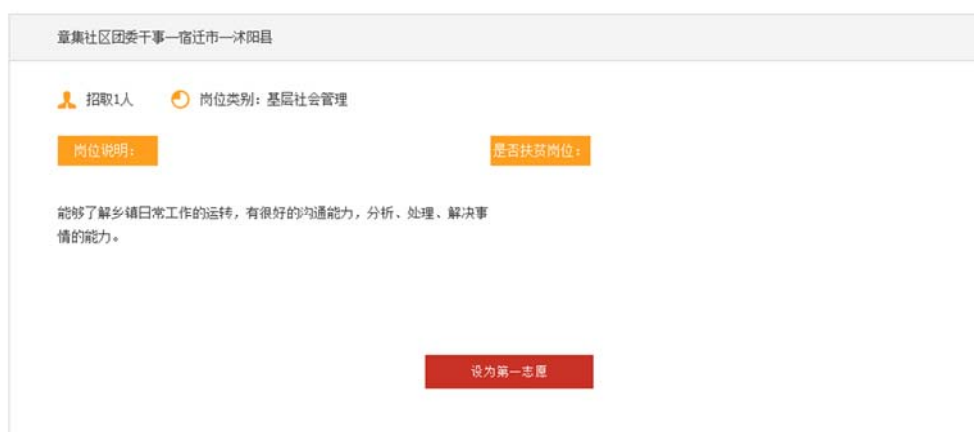 章集社区团委干事—宿迁市—沭阳县
招取1人 岗位类别：基层社会管理
岗位说明： 是否扶贫岗位：
能够了解乡镇日常工作的运转，有很好的沟通能力，分析、处理、解决事
情的能力。
设为第一志愿